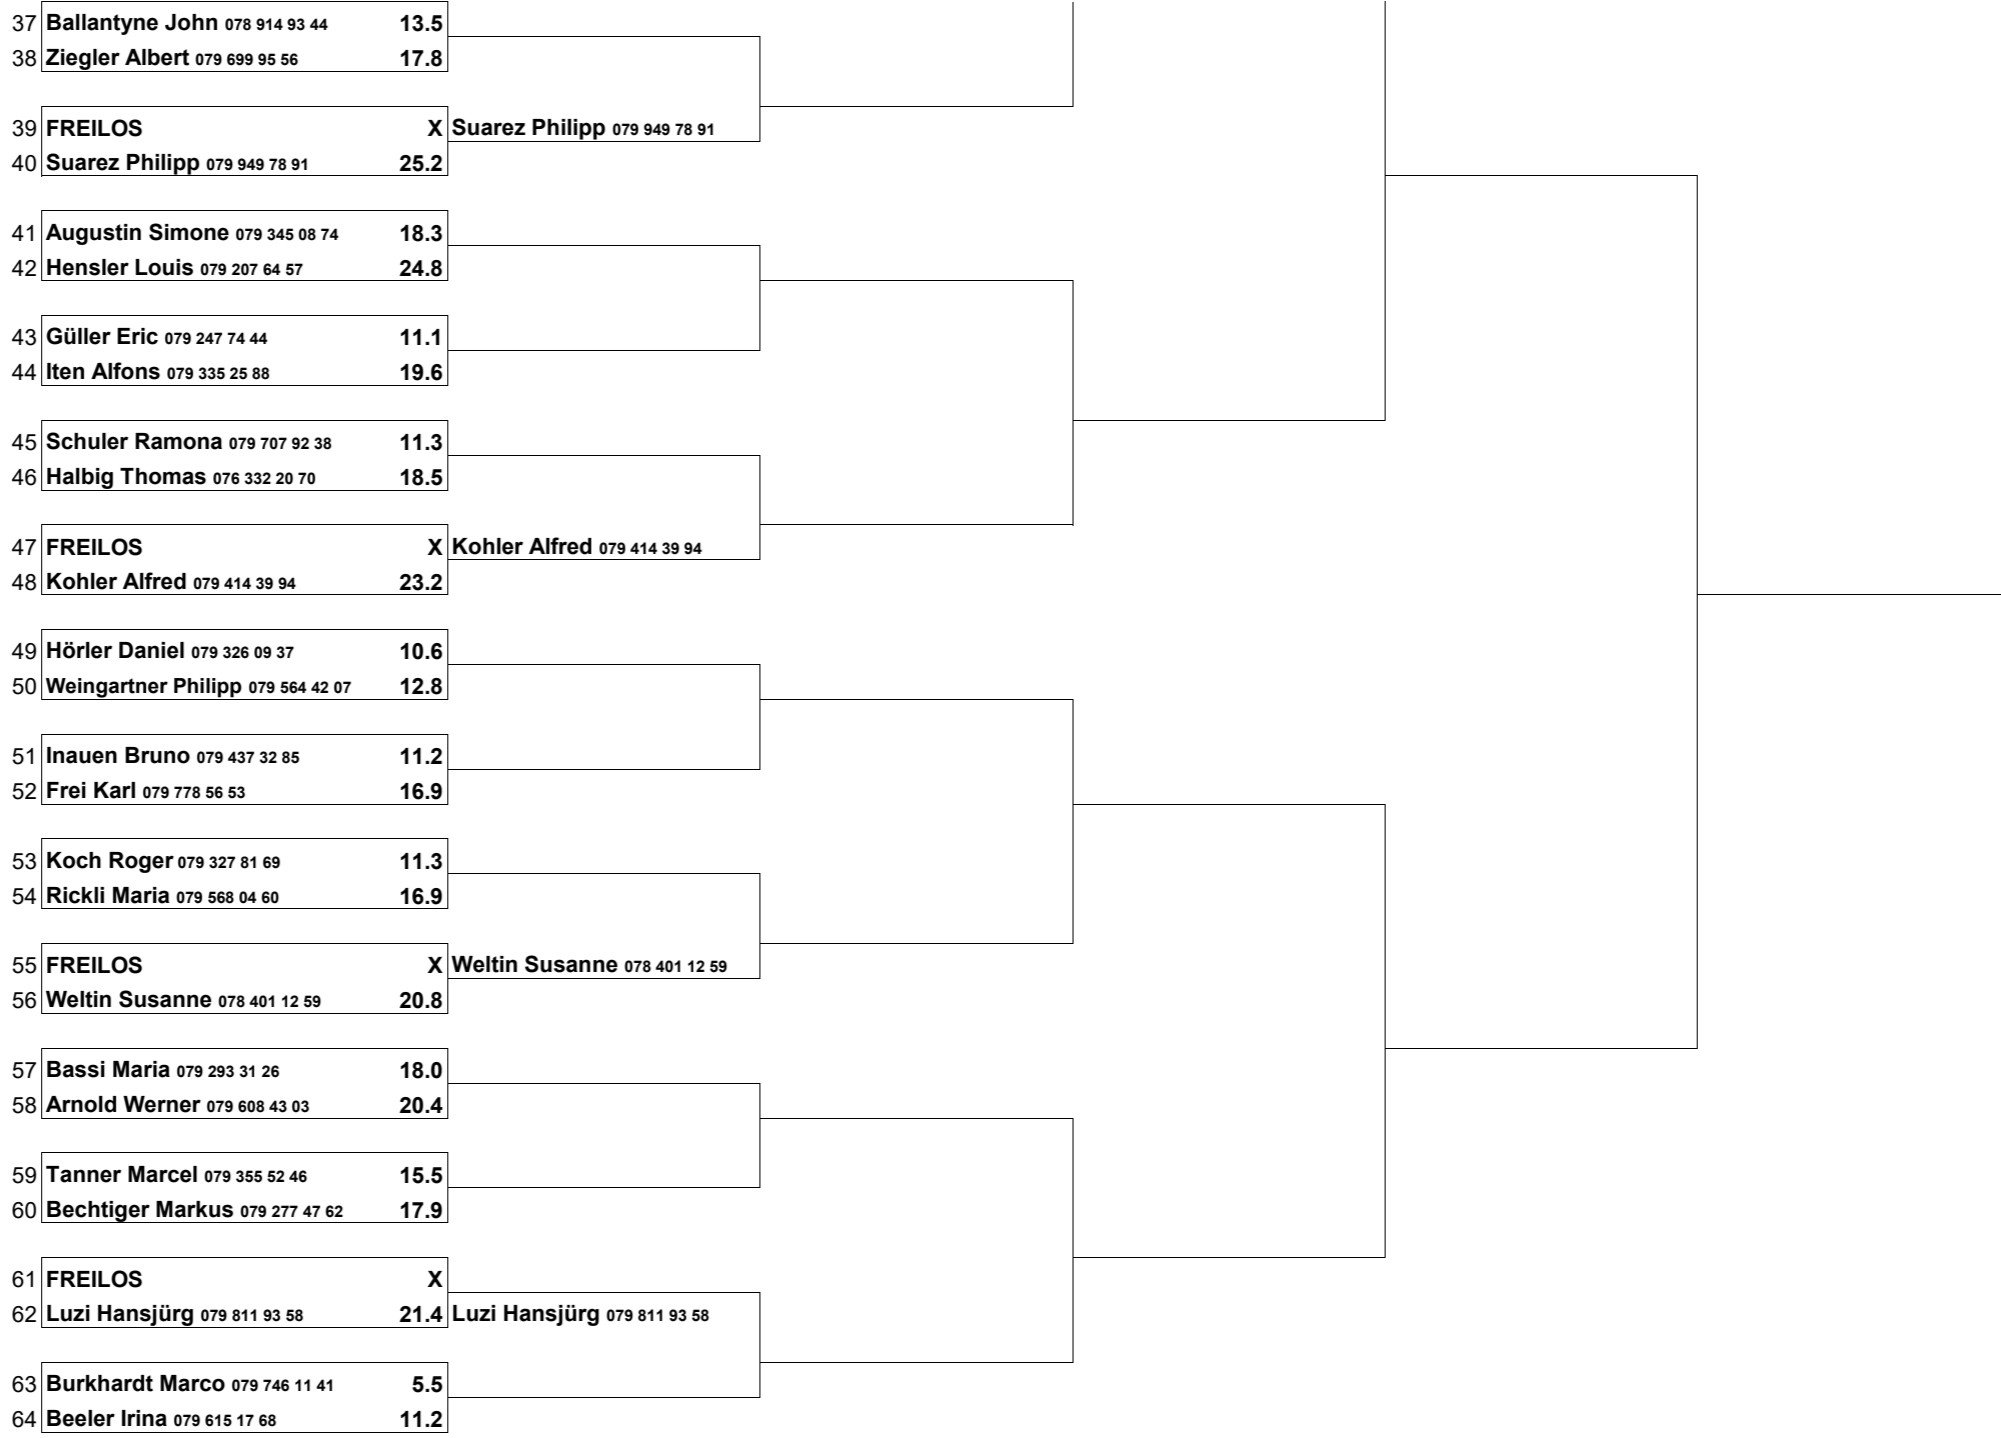 37 Ballantyne John 078 914 93 44 13.5
38 Ziegler Albert 079 699 95 56 17.8
39 FREILOS X Suarez Philipp 079 949 78 91
40 Suarez Philipp 079 949 78 91 25.2
41 Augustin Simone 079 345 08 74 18.3
42 Hensler Louis 079 207 64 57 24.8
43 Güller Eric 079 247 74 44 11.1
44 Iten Alfons 079 335 25 88 19.6
45 Schuler Ramona 079 707 92 38 11.3
46 Halbig Thomas 076 332 20 70 18.5
47 FREILOS X Kohler Alfred 079 414 39 94
48 Kohler Alfred 079 414 39 94 23.2
49 Hörler Daniel 079 326 09 37 10.6
50 Weingartner Philipp 079 564 42 07 12.8
51 Inauen Bruno 079 437 32 85 11.2
52 Frei Karl 079 778 56 53 16.9
53 Koch Roger 079 327 81 69 11.3
54 Rickli Maria 079 568 04 60 16.9
55 FREILOS X Weltin Susanne 078 401 12 59
56 Weltin Susanne 078 401 12 59 20.8
57 Bassi Maria 079 293 31 26 18.0
58 Arnold Werner 079 608 43 03 20.4
59 Tanner Marcel 079 355 52 46 15.5
60 Bechtiger Markus 079 277 47 62 17.9
61 FREILOS X
62 Luzi Hansjürg 079 811 93 58 21.4 Luzi Hansjürg 079 811 93 58
63 Burkhardt Marco 079 746 11 41 5.5
64 Beeler Irina 079 615 17 68 11.2